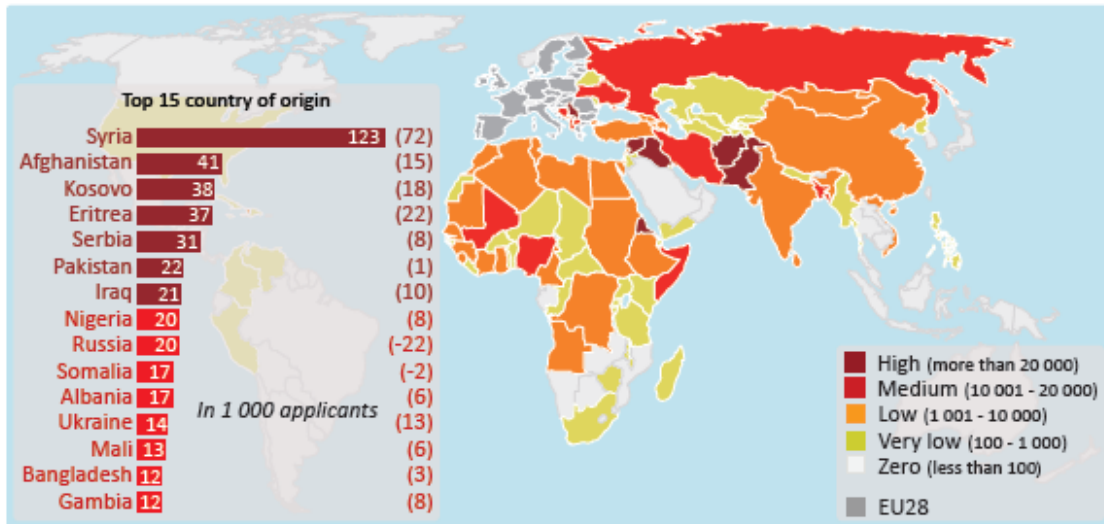 Top 15 country of origin
Syria 123 (72)
Afghanistan 41 (15)
Kosovo 38 (18)
Eritrea 37 (22)
Serbia 31 (8)
Pakistan 22 (1)
Iraq 21 (10)
Nigeria 20 (8)
Russia 20 (-22)
Somalia 17 (-2)
Albania 17 (6)
In 1 000 applicants
Ukraine 14 (13)
Mali 13 (6)
Bangladesh 12 (3)
Gambia 12 (8)
High (more than 20 000)
Medium (10 001 - 20 000)
Low (1 001 - 10 000)
Very low (100 - 1 000)
Zero (less than 100)
EU28